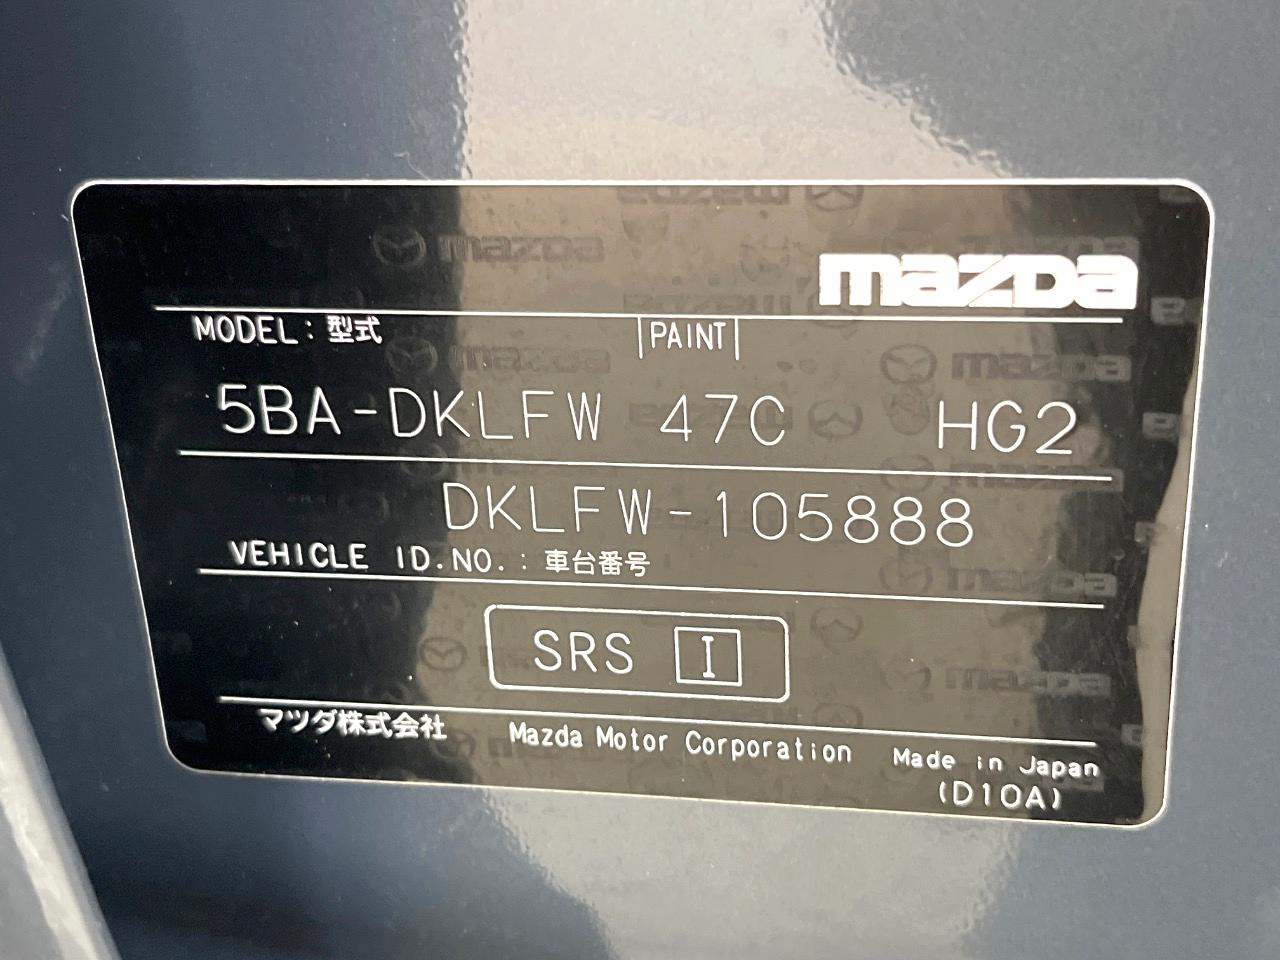 mazda
MODEL : 型式 PAINT
5BA-DKLFW 47C HG2
DKLFW-105888
VEHICLE ID.NO. : 車台番号
SRS I
マツダ株式会社 Mazda Motor Corporation Made in Japan
(D10A)